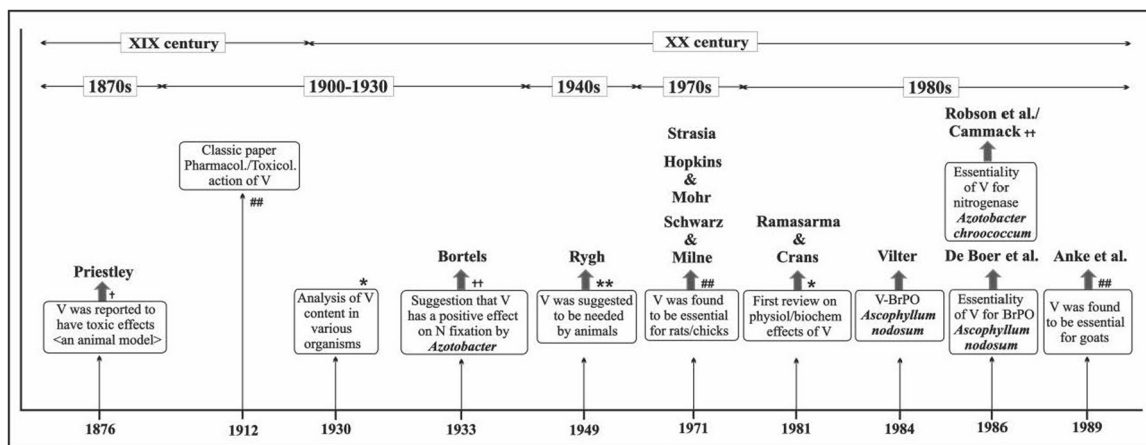 XIX century
XX century
1870s
1900-1930
1940s
1970s
1980s
Priestley
†
V was reported to
have toxic effects
<an animal model>
1876
Classic paper
Pharmacol./Toxicol.
action of V
##
1912
*
Analysis of V
content in
various
organisms
1930
Bortels
††
Suggestion that V
has a positive effect
on N fixation by
Azotobacter
1933
Rygh
**
V was suggested
to be needed
by animals
1949
Strasia
Hopkins
&
Mohr
Schwarz
&
Milne
##
V was found
to be essential
for rats/chicks
1971
Ramasarma
&
Crans
*
First review on
physiol/biochem
effects of V
1981
Vilter
V-BrPO
Ascophyllum
nodosum
1984
Robson et al./
Cammack ††
Essentiality
of V for
nitrogenase
Azotobacter
chroococcum
De Boer et al.
Essentiality
of V for BrPO
Ascophyllum
nodosum
1986
Anke et al.
##
V was found
to be essential
for goats
1989